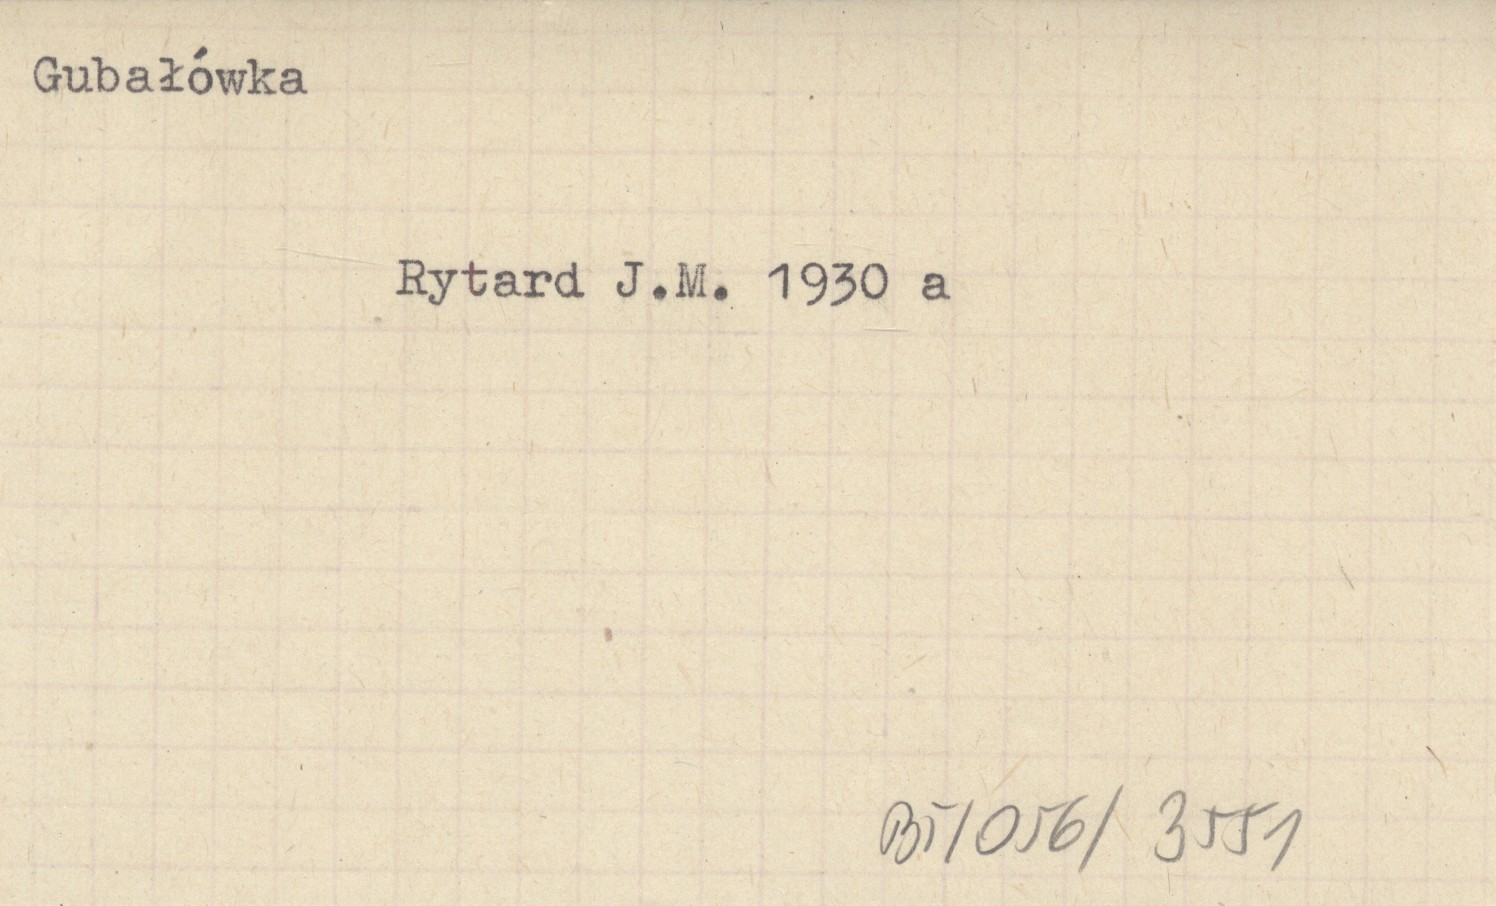 Gubałówka
Rytard J.M. 1930 a
BT/056/ 3551